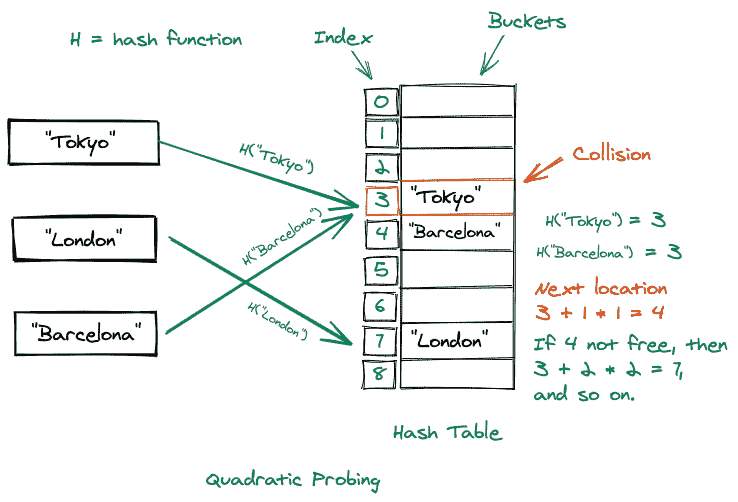 H = hash function
Index
Buckets
"Tokyo"
"London"
"Barcelona"
H("Tokyo")
H("Barcelona")
H("London")
0
1
2
3 "Tokyo"
4 "Barcelona"
5
6
7 "London"
8
Collision
H("Tokyo") = 3
H("Barcelona") = 3
Next location
3 + 1 * 1 = 4
If 4 not free, then
3 + 2 * 2 = 7,
and so on.
Hash Table
Quadratic Probing